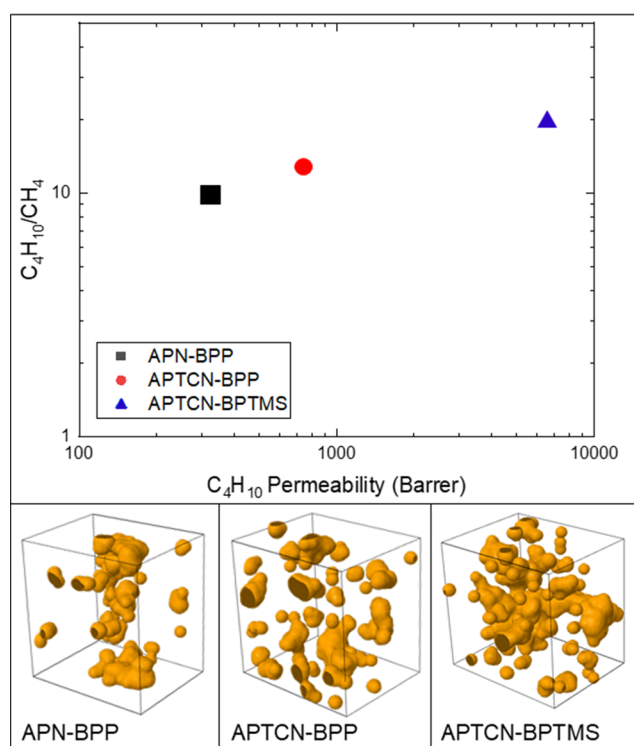 C₄H₁₀/CH₄
10
1
APN-BPP
APTCN-BPP
APTCN-BPTMS
100
1000
10000
C₄H₁₀ Permeability (Barrer)
APN-BPP
APTCN-BPP
APTCN-BPTMS